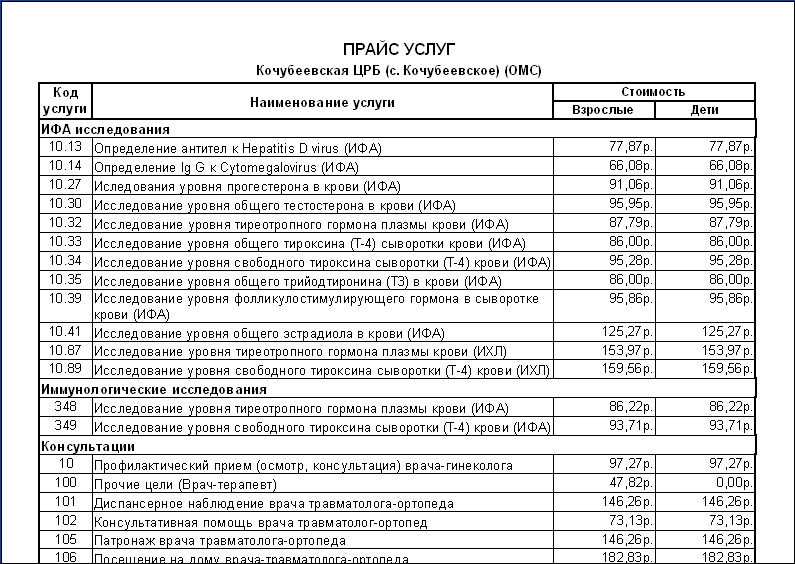 ПРАЙС УСЛУГ
Кочубеевская ЦРБ (с. Кочубеевское) (ОМС)
Код услуги Наименование услуги Стоимость
Взрослые Дети
ИФА исследования
10.13 Определение антител к Hepatitis D virus (ИФА) 77,87р. 77,87р.
10.14 Определение Ig G к Cytomegalovirus (ИФА) 66,08р. 66,08р.
10.27 Иследования уровня прогестерона в крови (ИФА) 91,06р. 91,06р.
10.30 Исследование уровня общего тестостерона в крови (ИФА) 95,95р. 95,95р.
10.32 Исследование уровня тиреотропного гормона плазмы крови (ИФА) 87,79р. 87,79р.
10.33 Исследование уровня общего тироксина (Т-4) сыворотки крови (ИФА) 86,00р. 86,00р.
10.34 Исследование уровня свободного тироксина сыворотки (Т-4) крови (ИФА) 95,28р. 95,28р.
10.35 Исследование уровня общего трийодтиронина (Т3) в крови (ИФА) 86,00р. 86,00р.
10.39 Исследование уровня фолликулостимулирующего гормона в сыворотке 95,86р. 95,86р.
крови (ИФА)
10.41 Исследование уровня общего эстрадиола в крови (ИФА) 125,27р. 125,27р.
10.87 Исследование уровня тиреотропного гормона плазмы крови (ИХЛ) 153,97р. 153,97р.
10.89 Исследование уровня свободного тироксина сыворотки (Т-4) крови (ИХЛ) 159,56р. 159,56р.
Иммунологические исследования
348 Исследование уровня тиреотропного гормона плазмы крови (ИФА) 86,22р. 86,22р.
349 Исследование уровня свободного тироксина сыворотки (Т-4) крови (ИФА) 93,71р. 93,71р.
Консультации
10 Профилактический прием (осмотр, консультация) врача-гинеколога 97,27р. 97,27р.
100 Прочие цели (Врач-терапевт) 47,82р. 0,00р.
101 Диспансерное наблюдение врача травматолога-ортопеда 146,26р. 146,26р.
102 Консультативная помощь врача травматолог-ортопед 73,13р. 73,13р.
105 Патронаж врача травматолога-ортопеда 146,26р. 146,26р.
106 Посещение на дому врача-травматолога-ортопеда 182,83р. 182,83р.